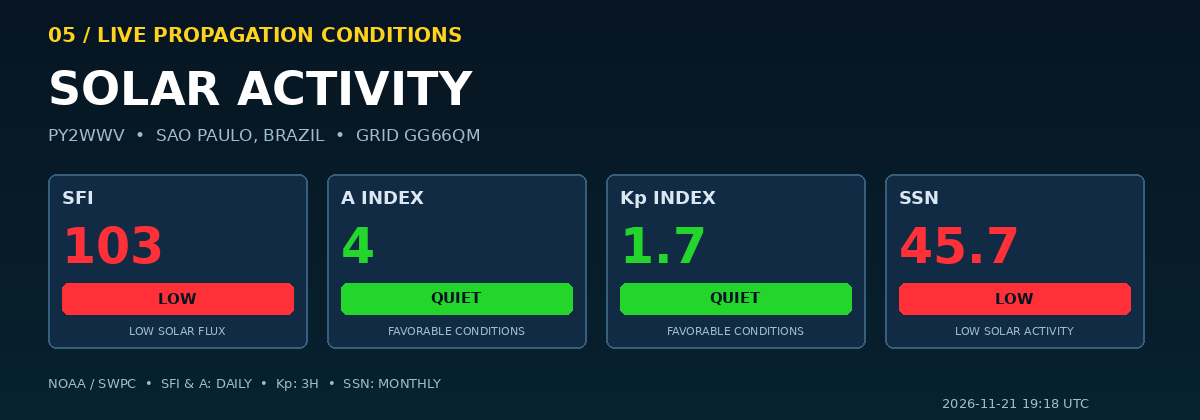 05 / LIVE PROPAGATION CONDITIONS
SOLAR ACTIVITY
PY2WWV • SAO PAULO, BRAZIL • GRID GG66QM
SFI
103
LOW
LOW SOLAR FLUX
A INDEX
4
QUIET
FAVORABLE CONDITIONS
Kp INDEX
1.7
QUIET
FAVORABLE CONDITIONS
SSN
45.7
LOW
LOW SOLAR ACTIVITY
NOAA / SWPC • SFI & A: DAILY • Kp: 3H • SSN: MONTHLY
2026-11-21 19:18 UTC